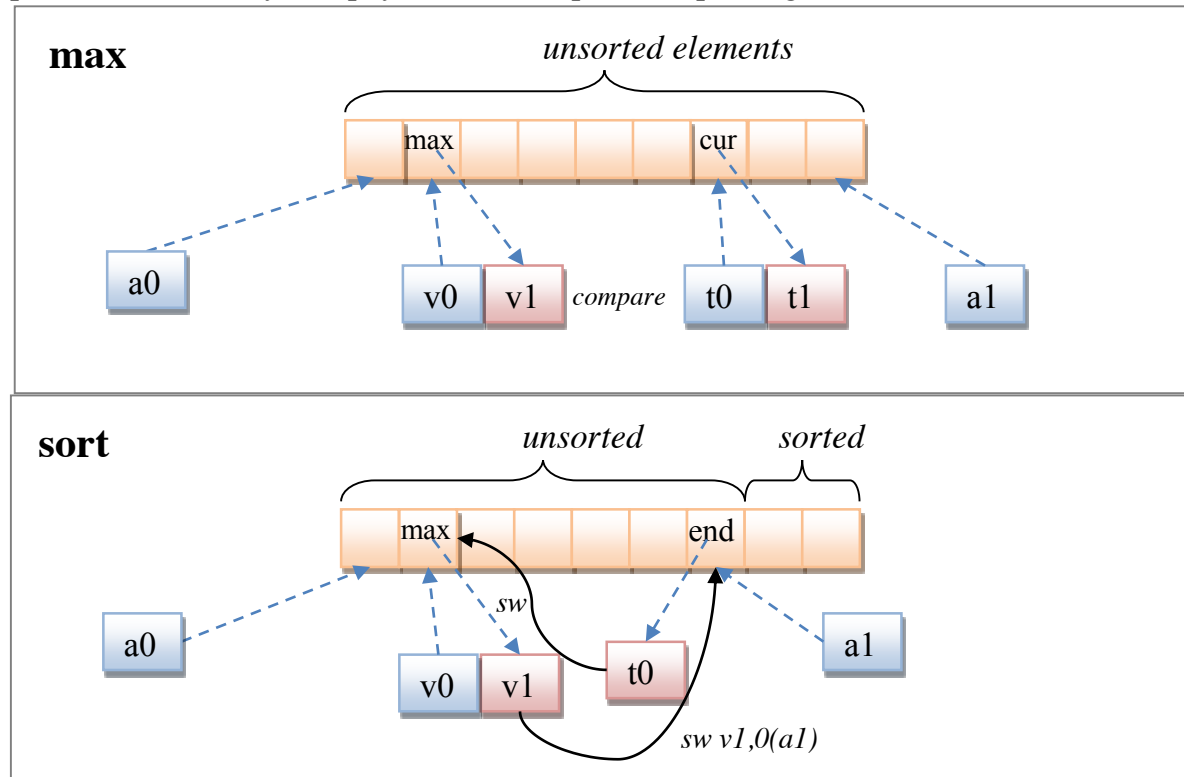 max
unsorted elements
max cur
a0 v0 v1 compare t0 t1 a1
sort
unsorted sorted
max end
sw
a0 v0 v1 t0 a1
sw v1,0(a1)